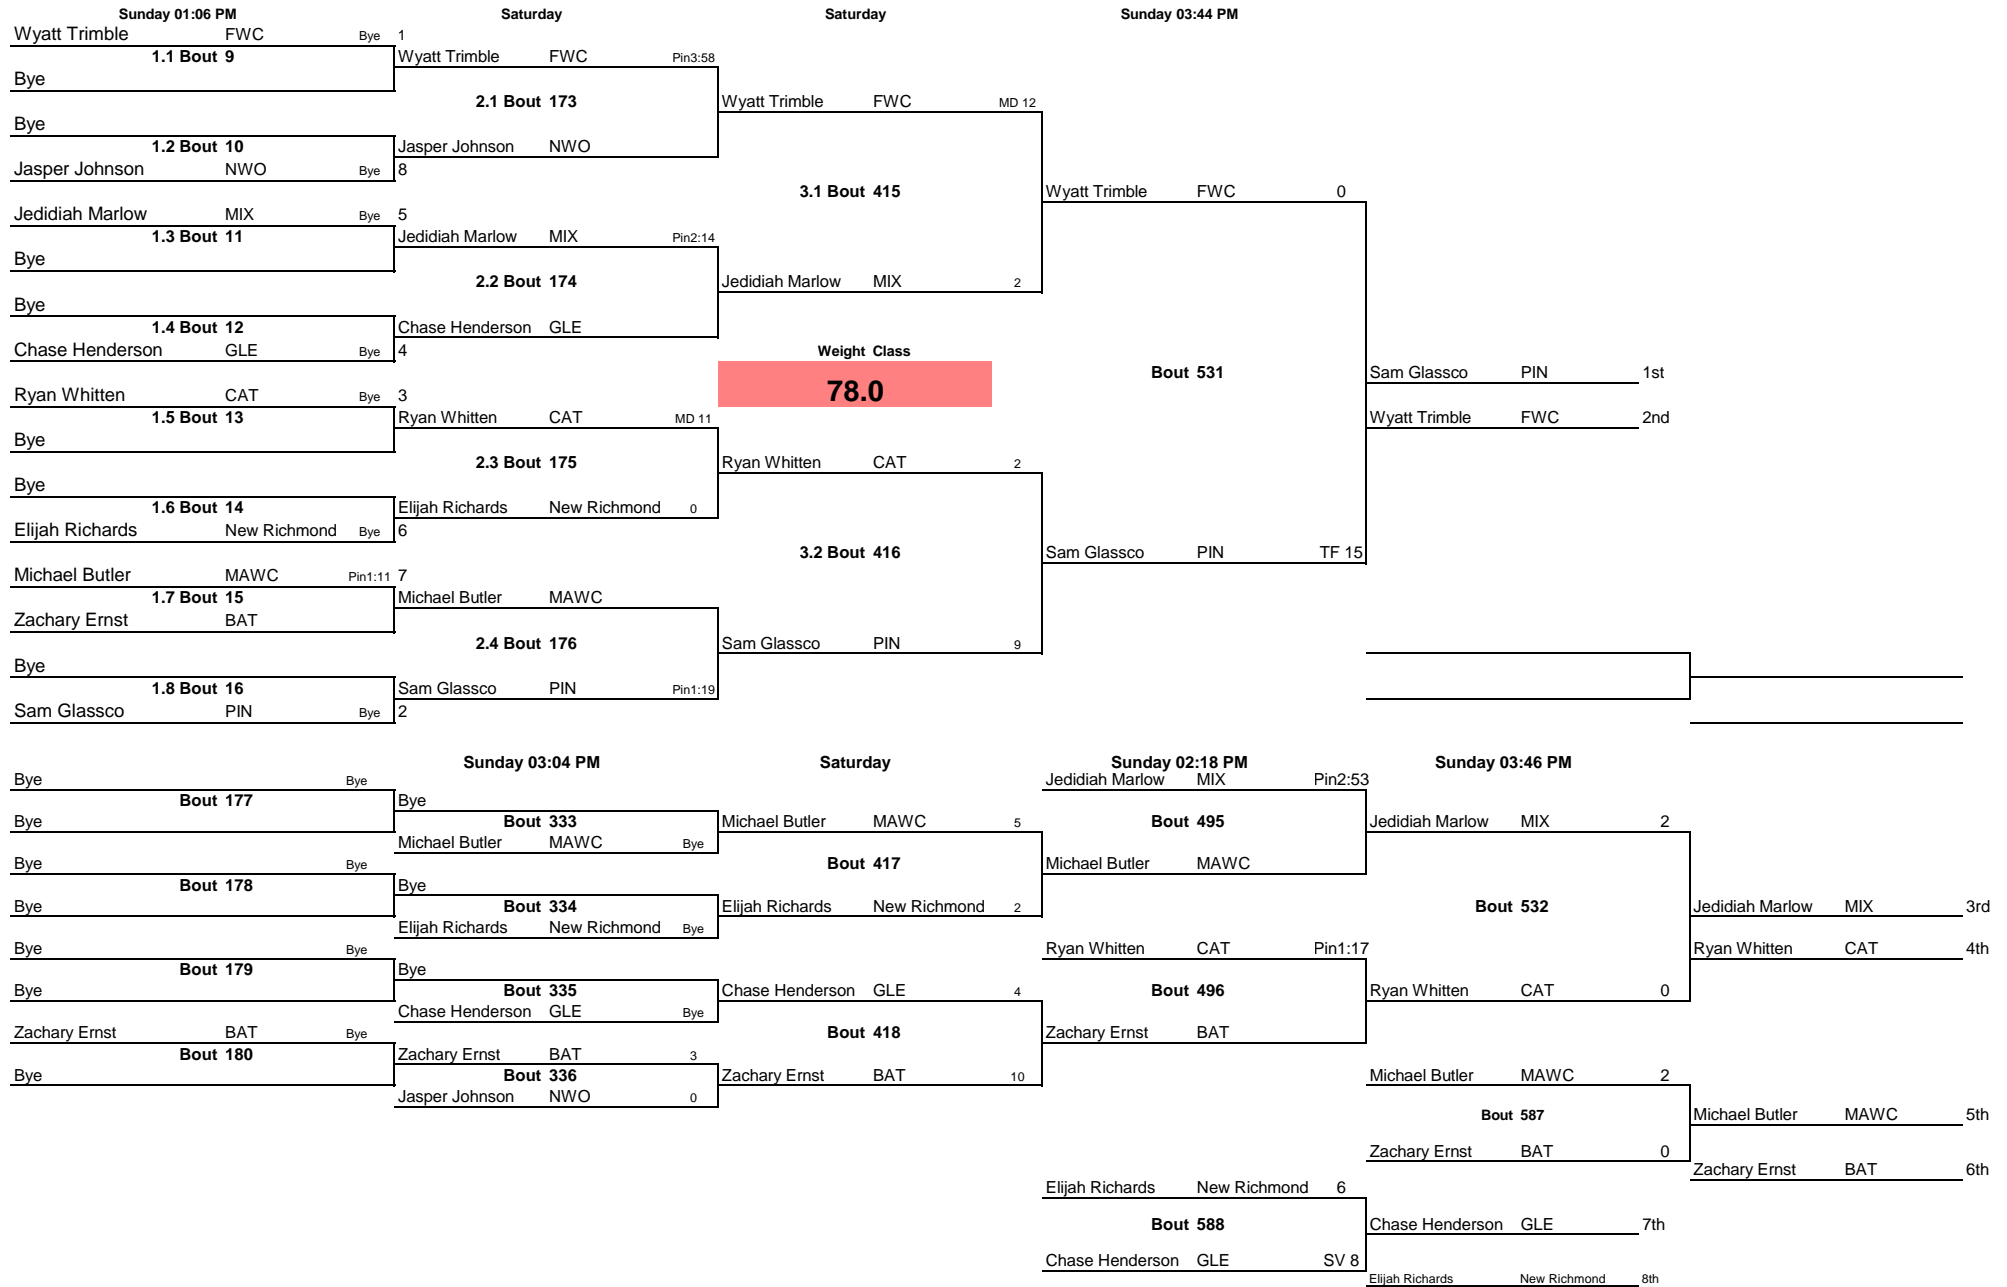 Sunday 01:06 PM Saturday Saturday Sunday 03:44 PM
Wyatt Trimble FWC Bye 1
1.1 Bout 9 Wyatt Trimble FWC Pin3:58
Bye
2.1 Bout 173 Wyatt Trimble FWC MD 12
Bye
1.2 Bout 10 Jasper Johnson NWO
Jasper Johnson NWO Bye 8
3.1 Bout 415 Wyatt Trimble FWC 0
Jedidiah Marlow MIX Bye 5
1.3 Bout 11 Jedidiah Marlow MIX Pin2:14
Bye
2.2 Bout 174 Jedidiah Marlow MIX 2
Bye
1.4 Bout 12 Chase Henderson GLE
Chase Henderson GLE Bye 4 Weight Class
Bout 531 Sam Glassco PIN 1st
Ryan Whitten CAT Bye 3 78.0
1.5 Bout 13 Ryan Whitten CAT MD 11 Wyatt Trimble FWC 2nd
Bye
2.3 Bout 175 Ryan Whitten CAT 2
Bye
1.6 Bout 14 Elijah Richards New Richmond 0
Elijah Richards New Richmond Bye 6
3.2 Bout 416 Sam Glassco PIN TF 15
Michael Butler MAWC Pin1:11 7
1.7 Bout 15 Michael Butler MAWC
Zachary Ernst BAT
2.4 Bout 176 Sam Glassco PIN 9
Bye
1.8 Bout 16 Sam Glassco PIN Pin1:19
Sam Glassco PIN Bye 2
Sunday 03:04 PM Saturday Sunday 02:18 PM Sunday 03:46 PM
Bye Bye Jedidiah Marlow MIX Pin2:53
Bout 177 Bye
Bye Bout 333 Michael Butler MAWC 5 Bout 495 Jedidiah Marlow MIX 2
Michael Butler MAWC Bye
Bye Bye Bout 417 Michael Butler MAWC
Bout 178 Bye
Bye Bout 334 Elijah Richards New Richmond 2 Bout 532 Jedidiah Marlow MIX 3rd
Elijah Richards New Richmond Bye
Bye Bye Ryan Whitten CAT Pin1:17 Ryan Whitten CAT 4th
Bout 179 Bye
Bye Bout 335 Chase Henderson GLE 4 Bout 496 Ryan Whitten CAT 0
Chase Henderson GLE Bye
Zachary Ernst BAT Bye Bout 418 Zachary Ernst BAT
Bout 180 Zachary Ernst BAT 3
Bye Bout 336 Zachary Ernst BAT 10 Michael Butler MAWC 2
Jasper Johnson NWO 0
Bout 587 Michael Butler MAWC 5th
Zachary Ernst BAT 0
Zachary Ernst BAT 6th
Elijah Richards New Richmond 6
Bout 588 Chase Henderson GLE 7th
Chase Henderson GLE SV 8
Elijah Richards New Richmond 8th